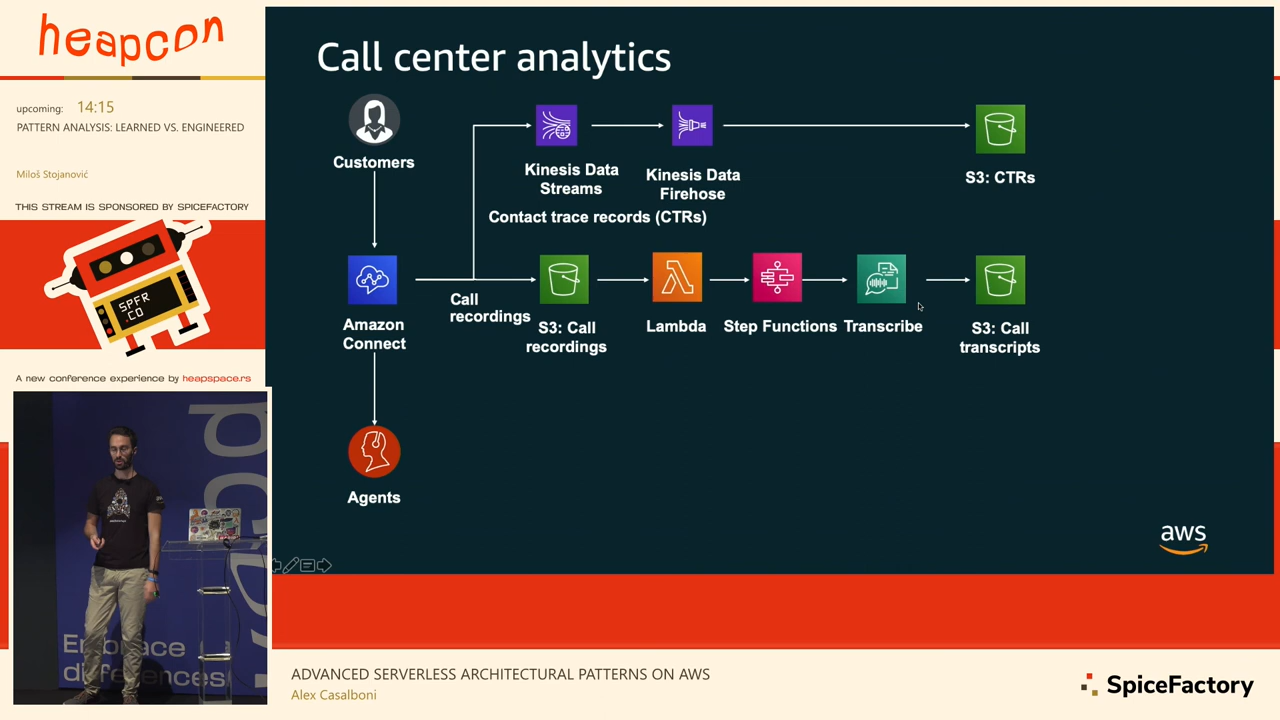 heapcon
upcoming: 14:15
PATTERN ANALYSIS: LEARNED VS. ENGINEERED
Miloš Stojanović
THIS STREAM IS SPONSORED BY SPICEFACTORY
SPFR
.CO
A new conference experience by heapspace.rs
Call center analytics
Customers
Kinesis Data
Streams
Kinesis Data
Firehose
S3: CTRs
Contact trace records (CTRs)
Amazon
Connect
Call
recordings
S3: Call
recordings
Lambda
Step Functions
Transcribe
S3: Call
transcripts
Agents
aws
Embrace
differences
ADVANCED SERVERLESS ARCHITECTURAL PATTERNS ON AWS
Alex Casalboni
SpiceFactory